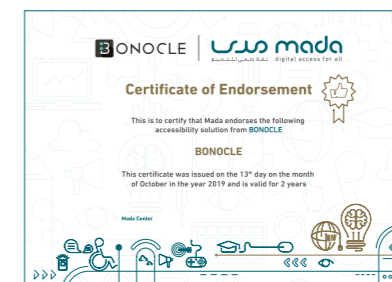 BONOCLE
مدى mada
نفاذ رقمي للجميع digital access for all
Certificate of Endorsement
This is to certify that Mada endorses the following
accessibility solution from BONOCLE
BONOCLE
This certificate was issued on the 13th day on the month
of October in the year 2019 and is valid for 2 years
Mada Center